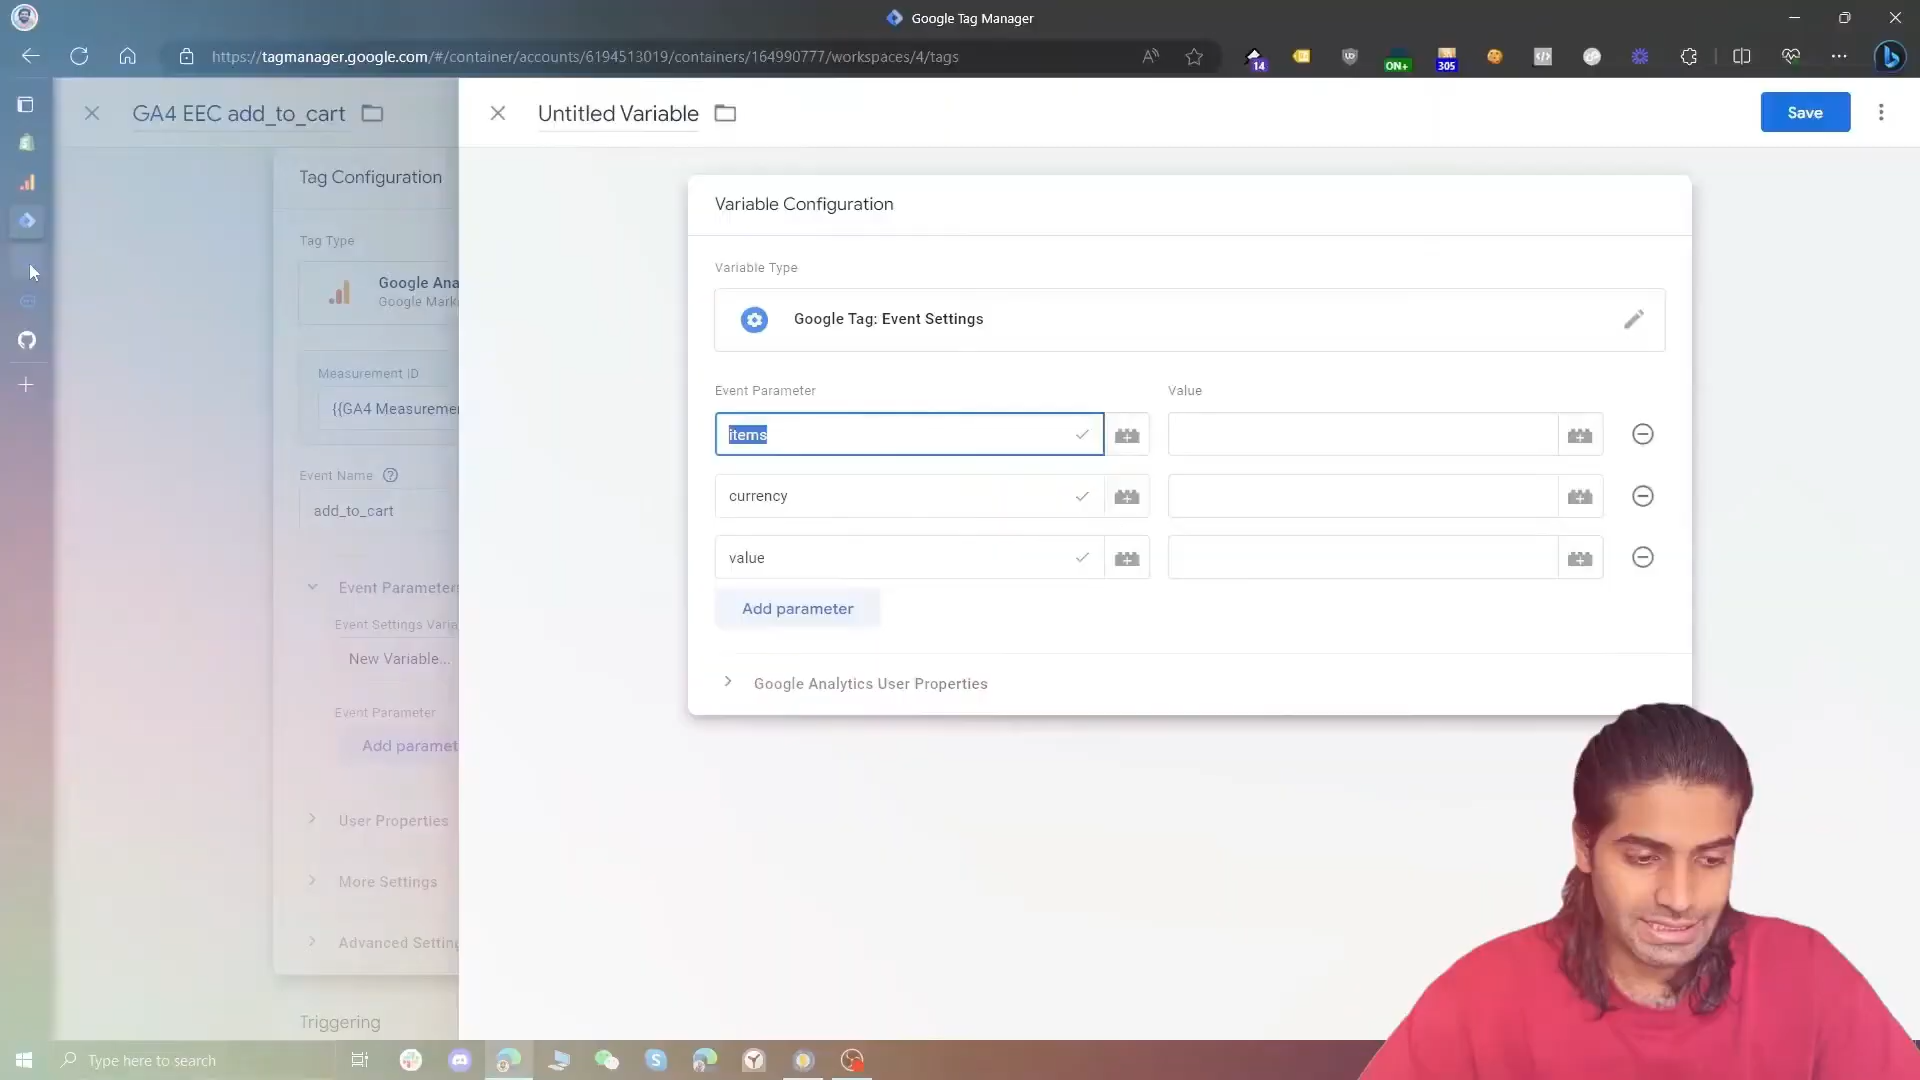 Google Tag Manager
https://tagmanager.google.com/#/container/accounts/6194513019/containers/164990777/workspaces/4/tags
14
ON+
305
GA4 EEC add_to_cart
Untitled Variable
Save
Tag Configuration
Tag Type
Google Ana
Google Mark
Measurement ID
{{GA4 Measureme
Event Name
add_to_cart
Event Parameter
Event Settings Varia
New Variable...
Event Parameter
Add paramet
User Properties
More Settings
Advanced Setting
Triggering
Variable Configuration
Variable Type
Google Tag: Event Settings
Event Parameter
Value
items
currency
value
Add parameter
Google Analytics User Properties
Type here to search